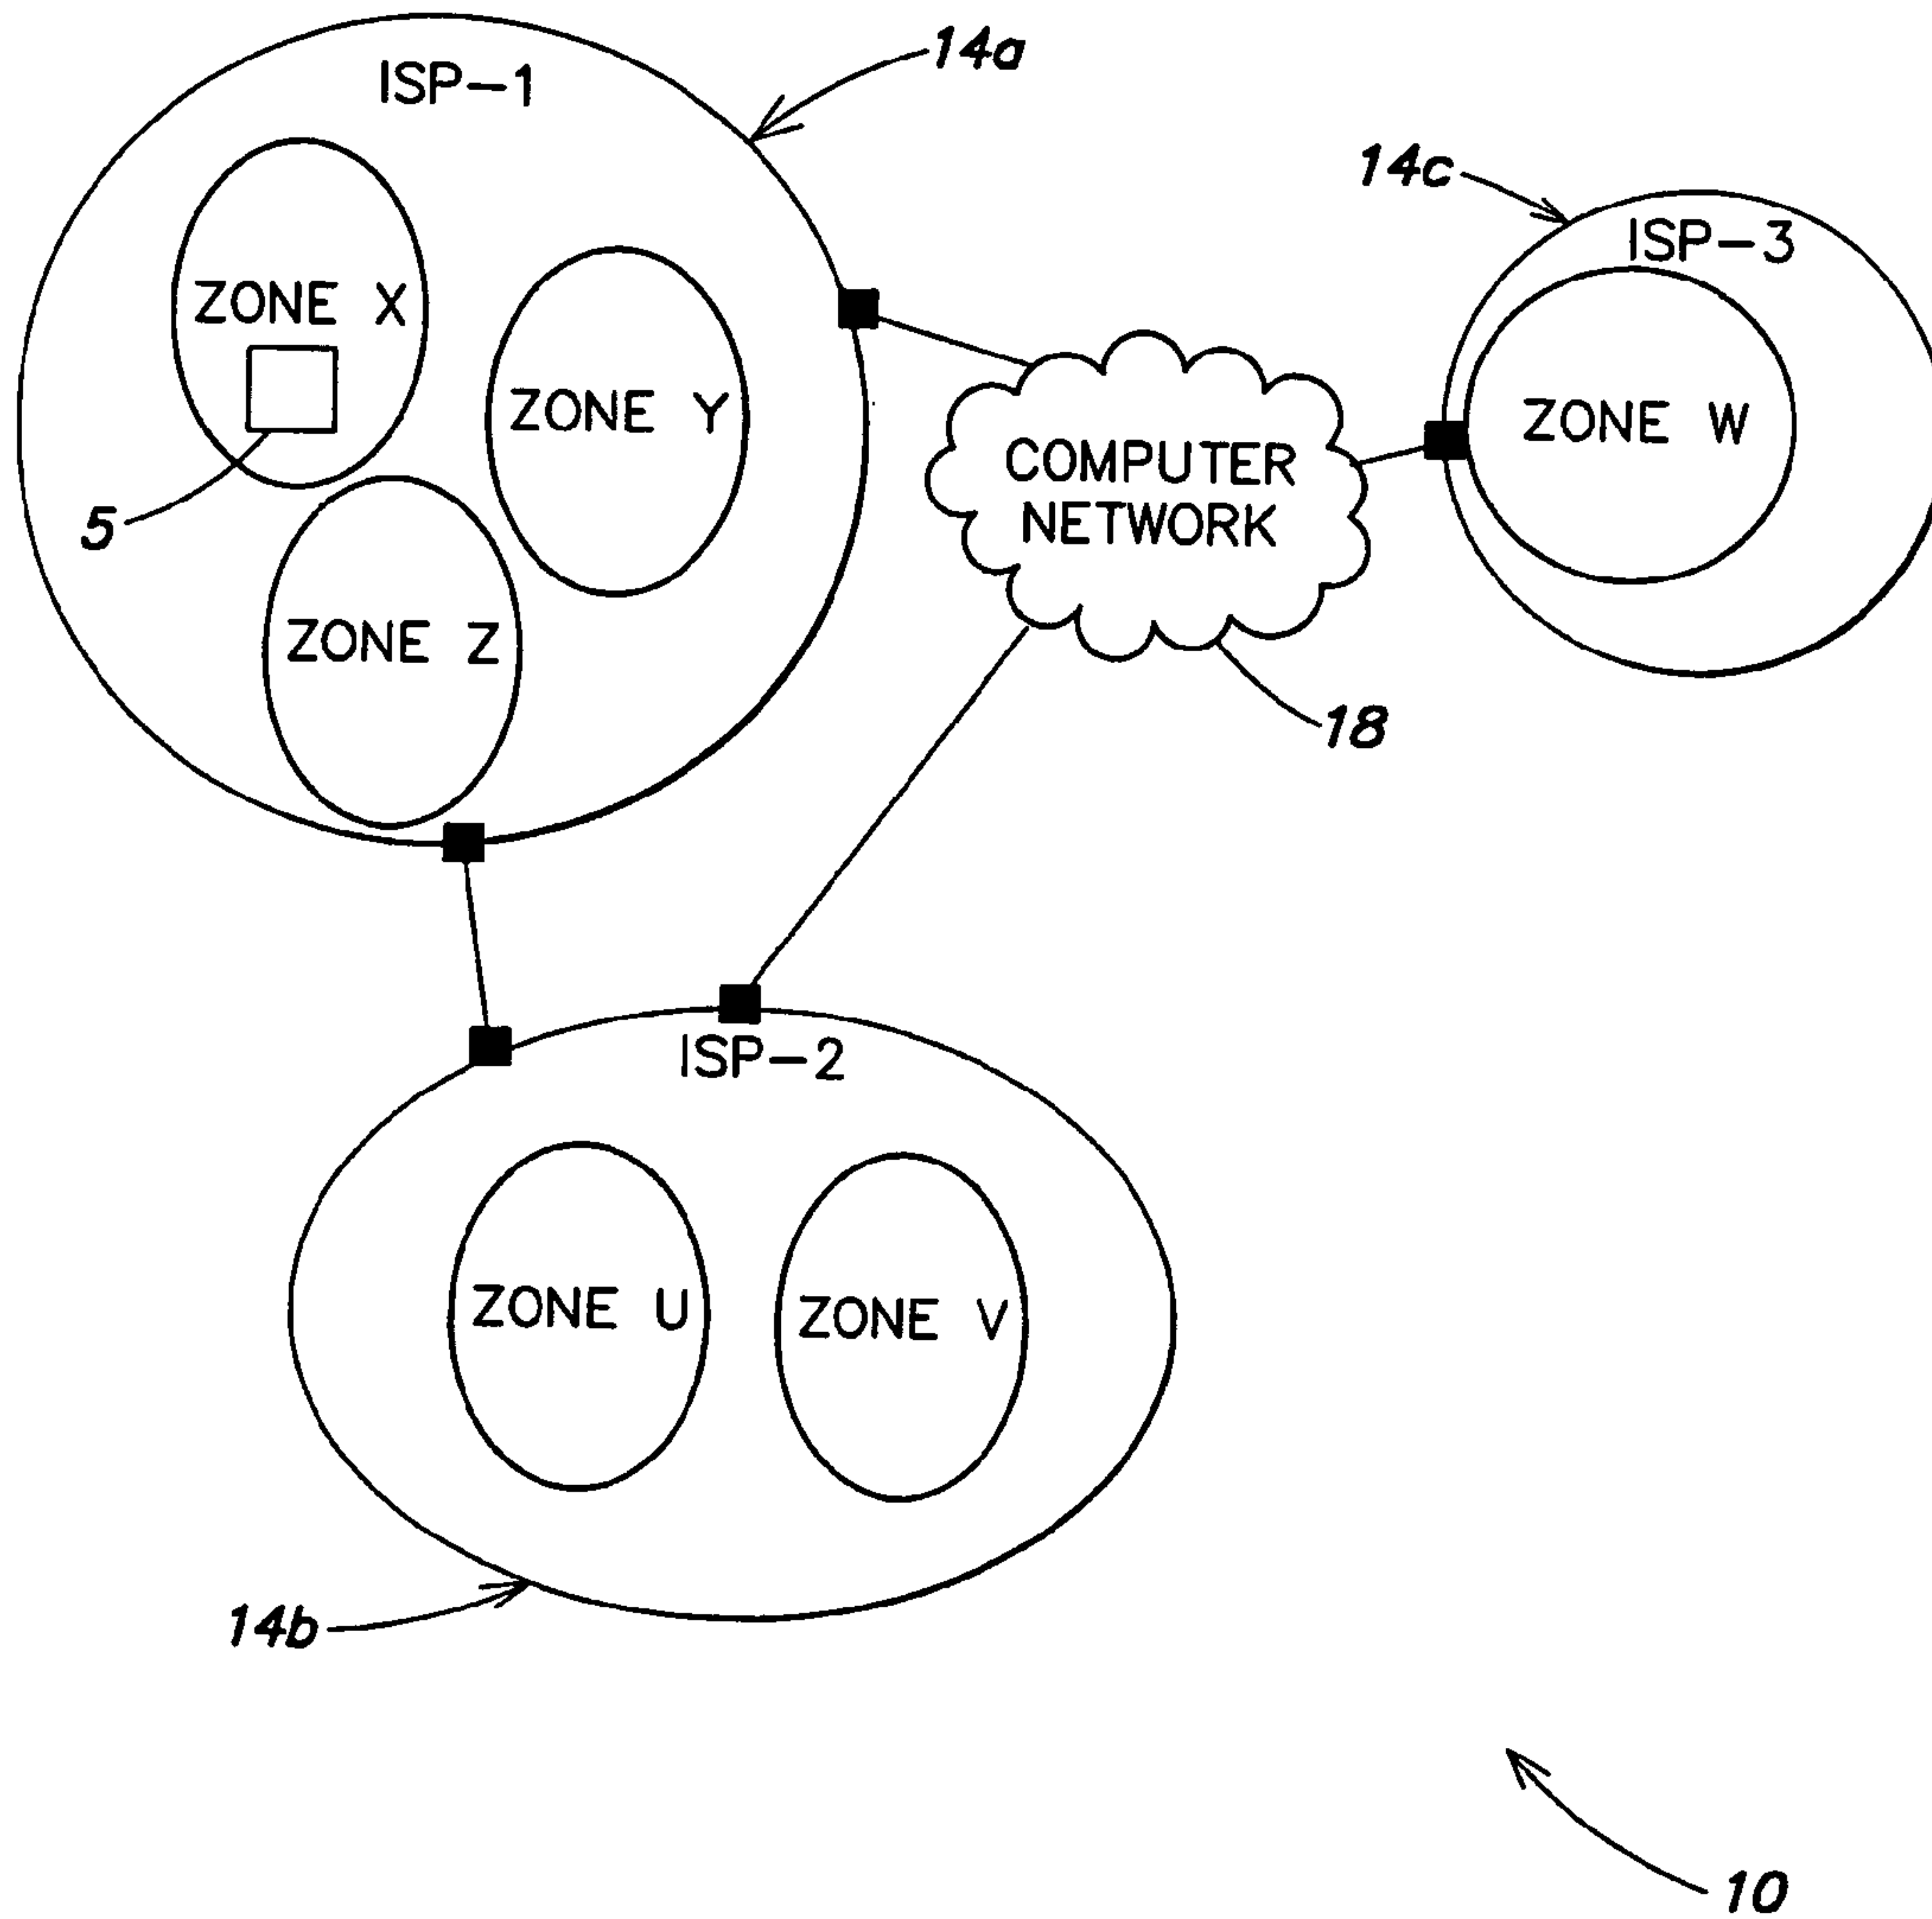 14a
ISP-1
14c
ISP-3
ZONE X
ZONE Y
ZONE W
COMPUTER
NETWORK
5
ZONE Z
18
ISP-2
ZONE U
ZONE V
14b
10